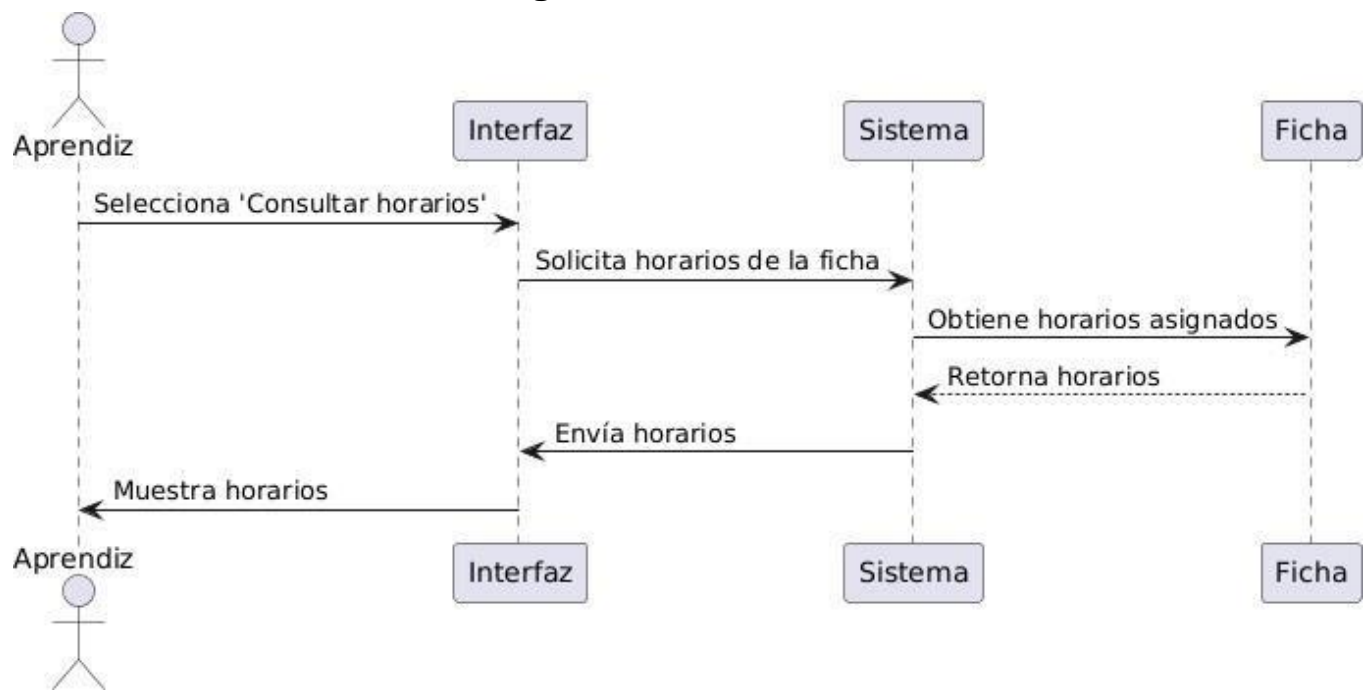 Aprendiz
Interfaz
Sistema
Ficha
Selecciona 'Consultar horarios'
Solicita horarios de la ficha
Obtiene horarios asignados
Retorna horarios
Envía horarios
Muestra horarios
Aprendiz
Interfaz
Sistema
Ficha